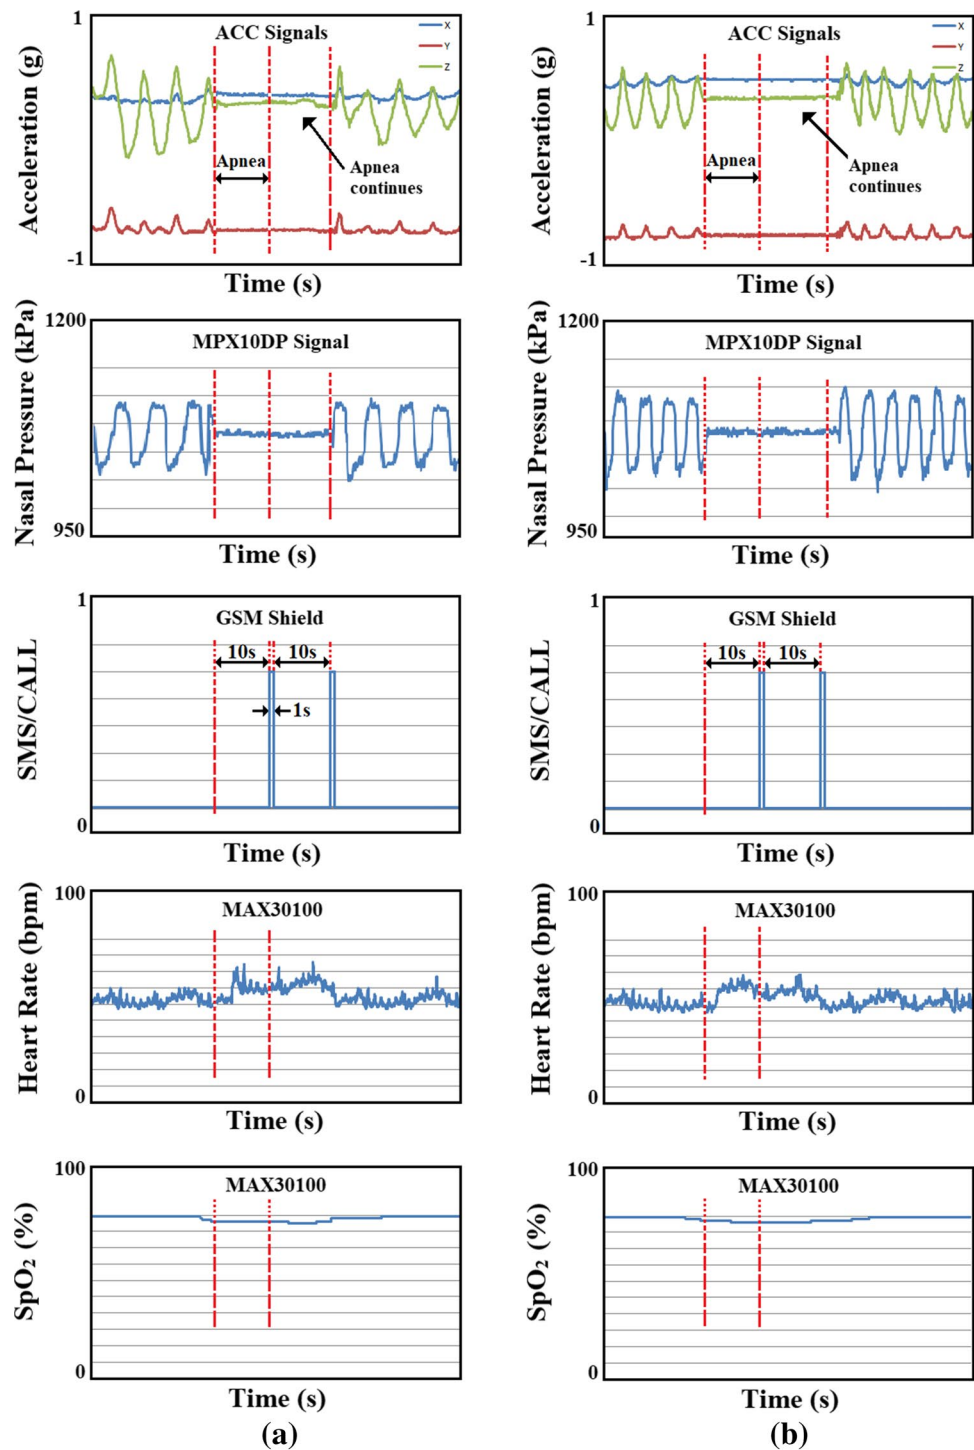 1
ACC Signals
X
Y
Z
Apnea
Apnea
continues
-1
Acceleration (g)
Time (s)
1200
MPX10DP Signal
950
Nasal Pressure (kPa)
Time (s)
1
GSM Shield
10s
10s
1s
0
SMS/CALL
Time (s)
100
MAX30100
0
Heart Rate (bpm)
Time (s)
100
MAX30100
0
SpO₂ (%)
Time (s)
(a)
1
ACC Signals
X
Y
Z
Apnea
Apnea
continues
-1
Acceleration (g)
Time (s)
1200
MPX10DP Signal
950
Nasal Pressure (kPa)
Time (s)
1
GSM Shield
10s
10s
0
SMS/CALL
Time (s)
100
MAX30100
0
Heart Rate (bpm)
Time (s)
100
MAX30100
0
SpO₂ (%)
Time (s)
(b)